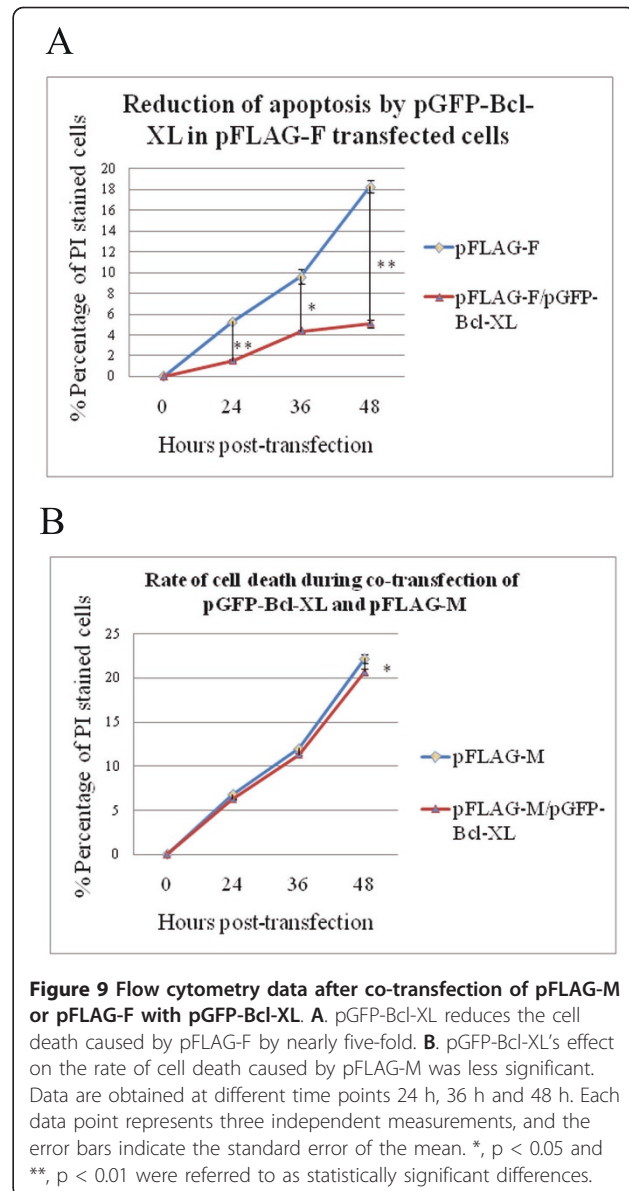 A
Reduction of apoptosis by pGFP-Bcl-
XL in pFLAG-F transfected cells
% Percentage of PI stained cells
20
18
16
14
12
10
8
6
4
2
0
**
*
**
pFLAG-F
pFLAG-F/pGFP-
Bcl-XL
0 24 36 48
Hours post-transfection
B
Rate of cell death during co-transfection of
pGFP-Bcl-XL and pFLAG-M
% Percentage of PI stained cells
25
20
15
10
5
0
*
pFLAG-M
pFLAG-M/pGFP-
Bcl-XL
0 24 36 48
Hours post-transfection
Figure 9 Flow cytometry data after co-transfection of pFLAG-M
or pFLAG-F with pGFP-Bcl-XL. A. pGFP-Bcl-XL reduces the cell
death caused by pFLAG-F by nearly five-fold. B. pGFP-Bcl-XL's effect
on the rate of cell death caused by pFLAG-M was less significant.
Data are obtained at different time points 24 h, 36 h and 48 h. Each
data point represents three independent measurements, and the
error bars indicate the standard error of the mean. *, p < 0.05 and
**, p < 0.01 were referred to as statistically significant differences.